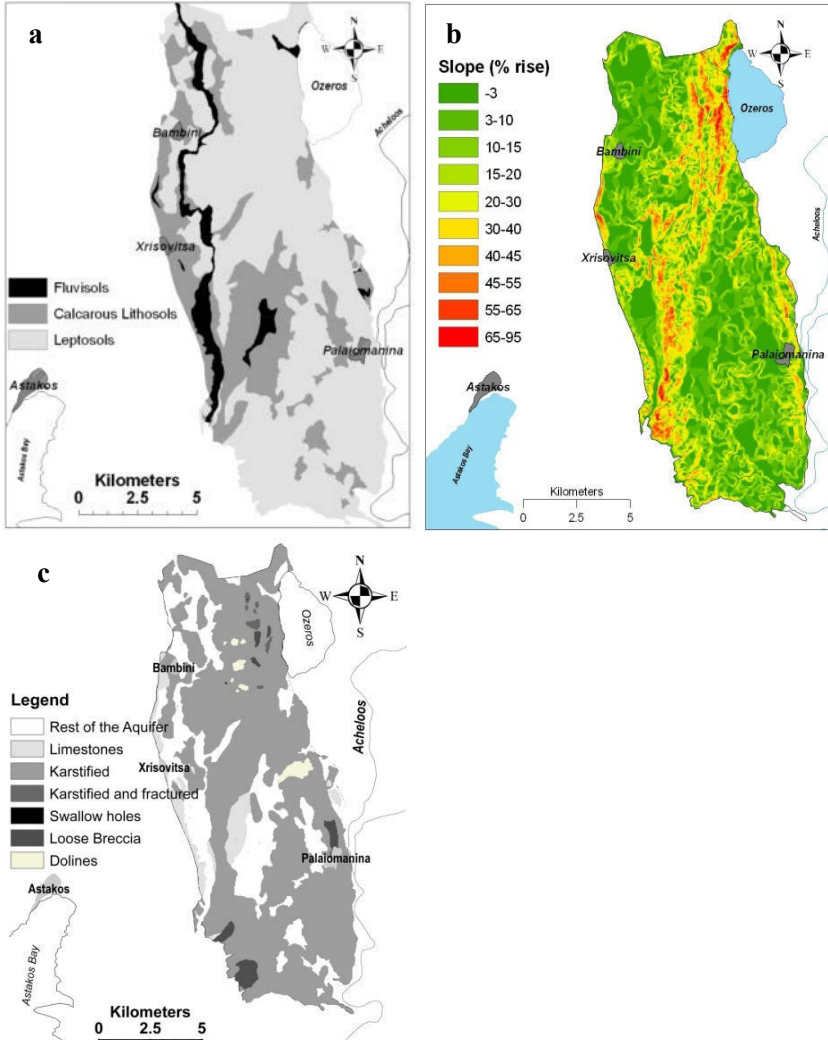 a
N
W E
S
Ozeros
Acheloos
Bambini
Xrisovitsa
Fluvisols
Calcarous Lithosols
Leptosols
Palaiomanina
Astakos
Astakos Bay
Kilometers
0 2.5 5
b
N
W E
S
Slope (% rise)
-3
3-10
10-15
15-20
20-30
30-40
40-45
45-55
55-65
65-95
Ozeros
Acheloos
Bambini
Xrisovitsa
Palaiomanina
Astakos
Astakos Bay
Kilometers
0 2.5 5
c
N
W E
S
Ozeros
Bambini
Acheloos
Legend
Rest of the Aquifer
Limestones
Karstified
Karstified and fractured
Swallow holes
Loose Breccia
Dolines
Xrisovitsa
Palaiomanina
Astakos
Astakos Bay
Kilometers
0 2.5 5